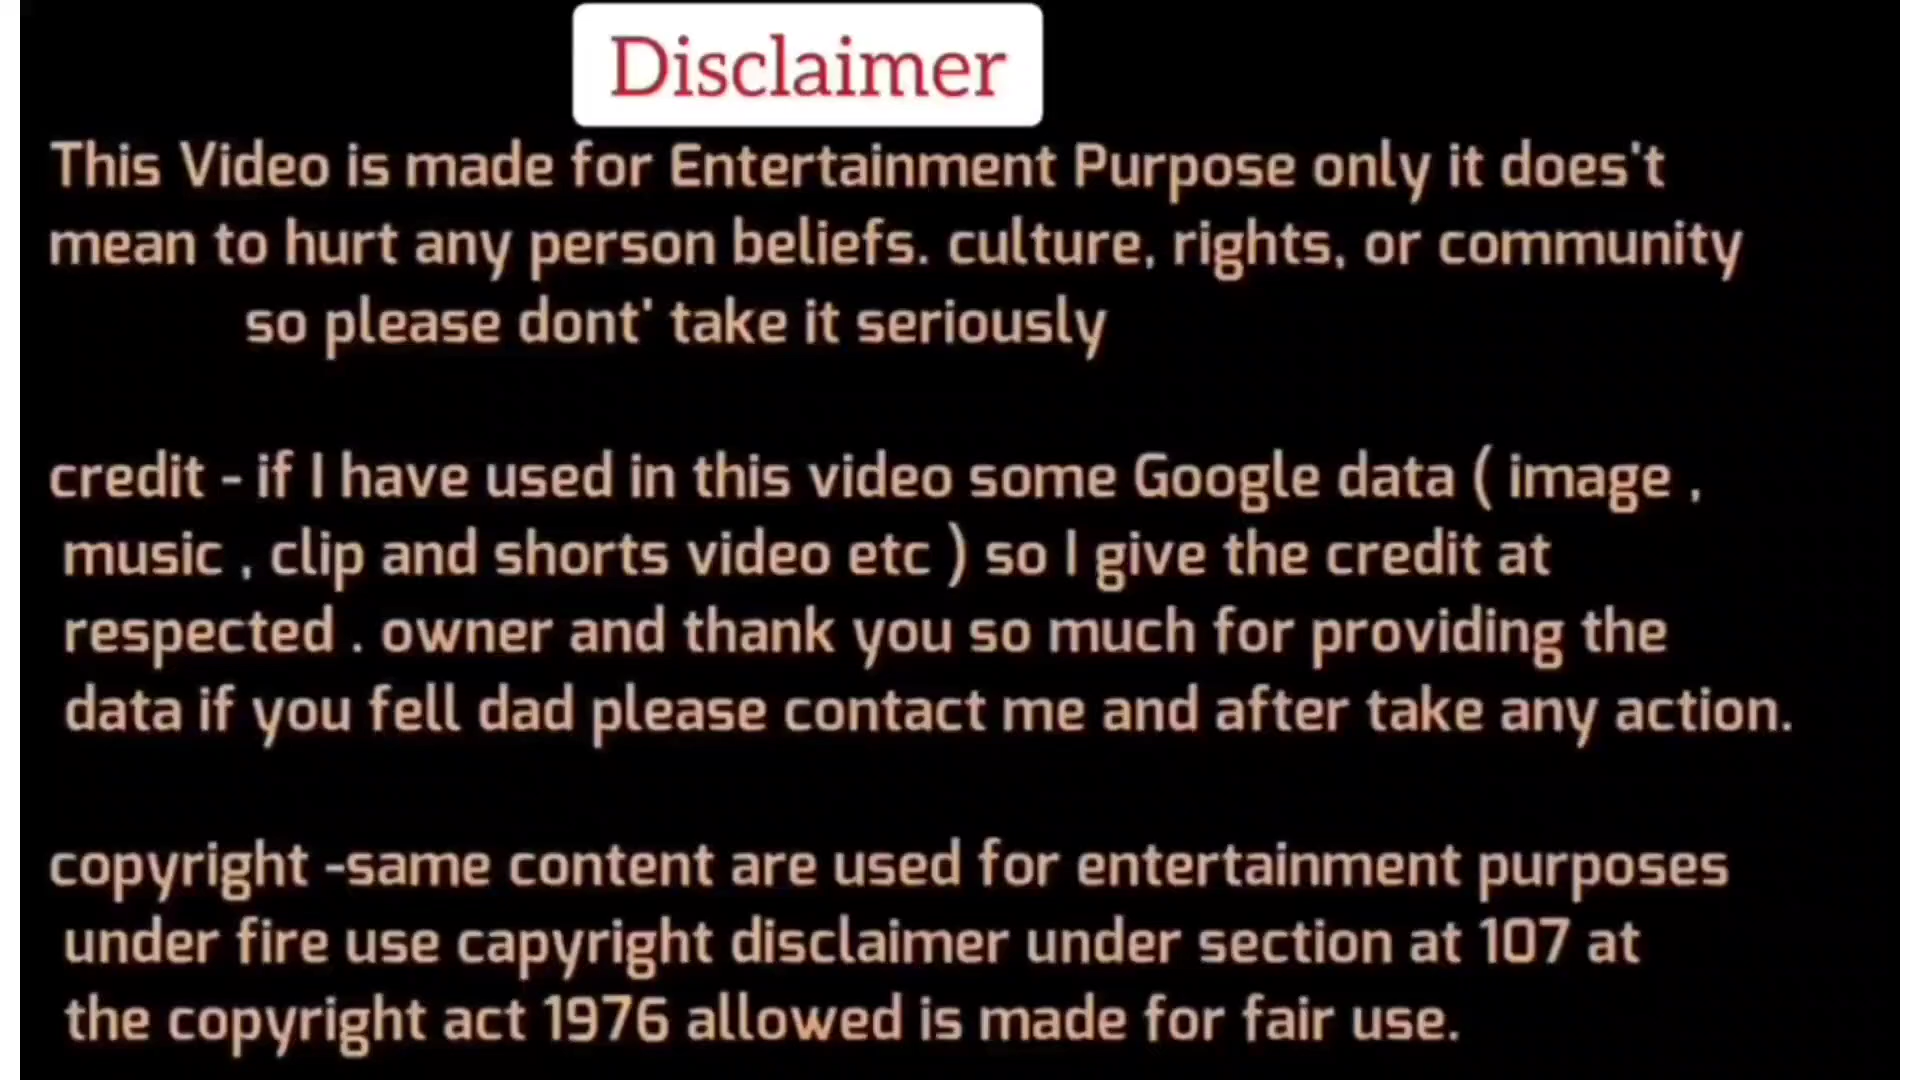 Disclaimer
This Video is made for Entertainment Purpose only it does't
mean to hurt any person beliefs. culture, rights, or community
so please dont' take it seriously
credit - if I have used in this video some Google data ( image ,
music , clip and shorts video etc ) so I give the credit at
respected . owner and thank you so much for providing the
data if you fell dad please contact me and after take any action.
copyright -same content are used for entertainment purposes
under fire use capyright disclaimer under section at 107 at
the copyright act 1976 allowed is made for fair use.